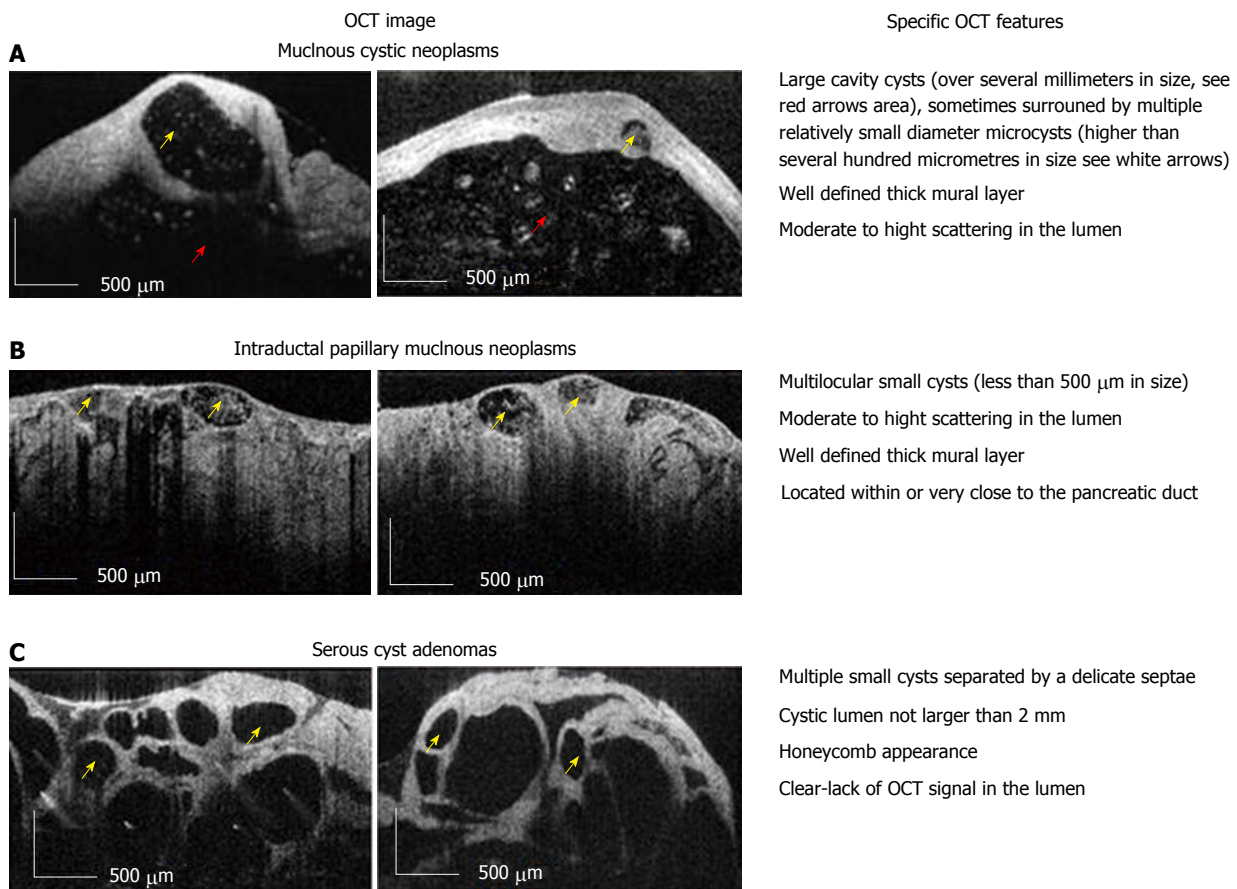 OCT image
Specific OCT features
A
Muclnous cystic neoplasms
500 μm
500 μm
Large cavity cysts (over several millimeters in size, see
red arrows area), sometimes surrouned by multiple
relatively small diameter microcysts (higher than
several hundred micrometres in size see white arrows)
Well defined thick mural layer
Moderate to hight scattering in the lumen
B
Intraductal papillary muclnous neoplasms
500 μm
500 μm
Multilocular small cysts (less than 500 μm in size)
Moderate to hight scattering in the lumen
Well defined thick mural layer
Located within or very close to the pancreatic duct
C
Serous cyst adenomas
500 μm
500 μm
Multiple small cysts separated by a delicate septae
Cystic lumen not larger than 2 mm
Honeycomb appearance
Clear-lack of OCT signal in the lumen